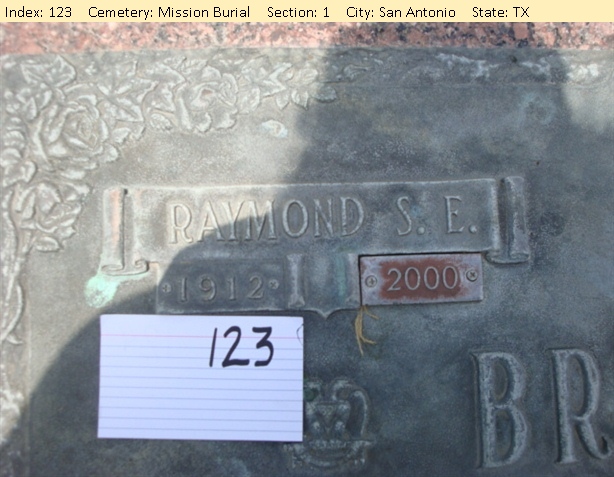 Index: 123 Cemetery: Mission Burial Section: 1 City: San Antonio State: TX
RAYMOND S. E.
1912 2000
123
BR